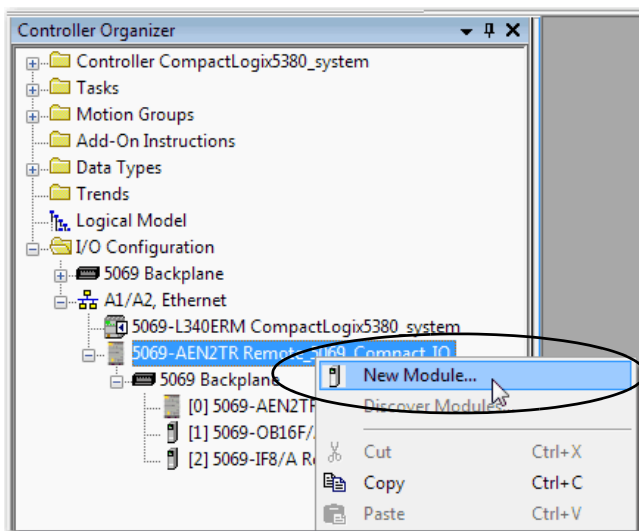 Controller Organizer
Controller CompactLogix5380_system
Tasks
Motion Groups
Add-On Instructions
Data Types
Trends
Logical Model
I/O Configuration
5069 Backplane
A1/A2, Ethernet
5069-L340ERM CompactLogix5380_system
5069-AEN2TR Remote_5069_Compact_IO
New Module...
5069 Backplane
Discover Modules...
[0] 5069-AEN2TR
[1] 5069-OB16F/
[2] 5069-IF8/A Re
Cut Ctrl+X
Copy Ctrl+C
Paste Ctrl+V